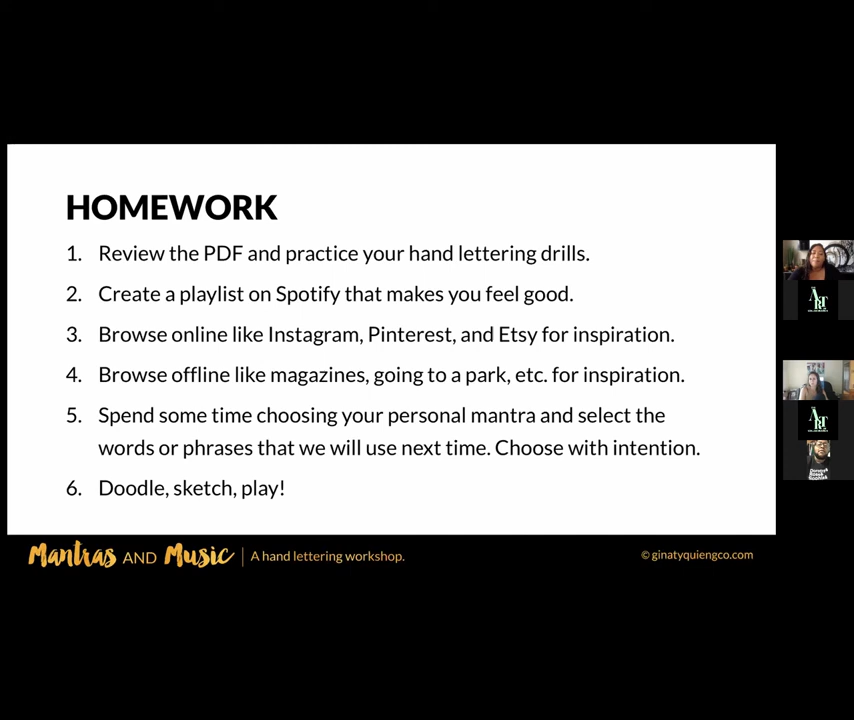 HOMEWORK
1. Review the PDF and practice your hand lettering drills.
2. Create a playlist on Spotify that makes you feel good.
3. Browse online like Instagram, Pinterest, and Etsy for inspiration.
4. Browse offline like magazines, going to a park, etc. for inspiration.
5. Spend some time choosing your personal mantra and select the
words or phrases that we will use next time. Choose with intention.
6. Doodle, sketch, play!
Mantras AND Music | A hand lettering workshop.
© ginatyquiengco.com
ART
ART